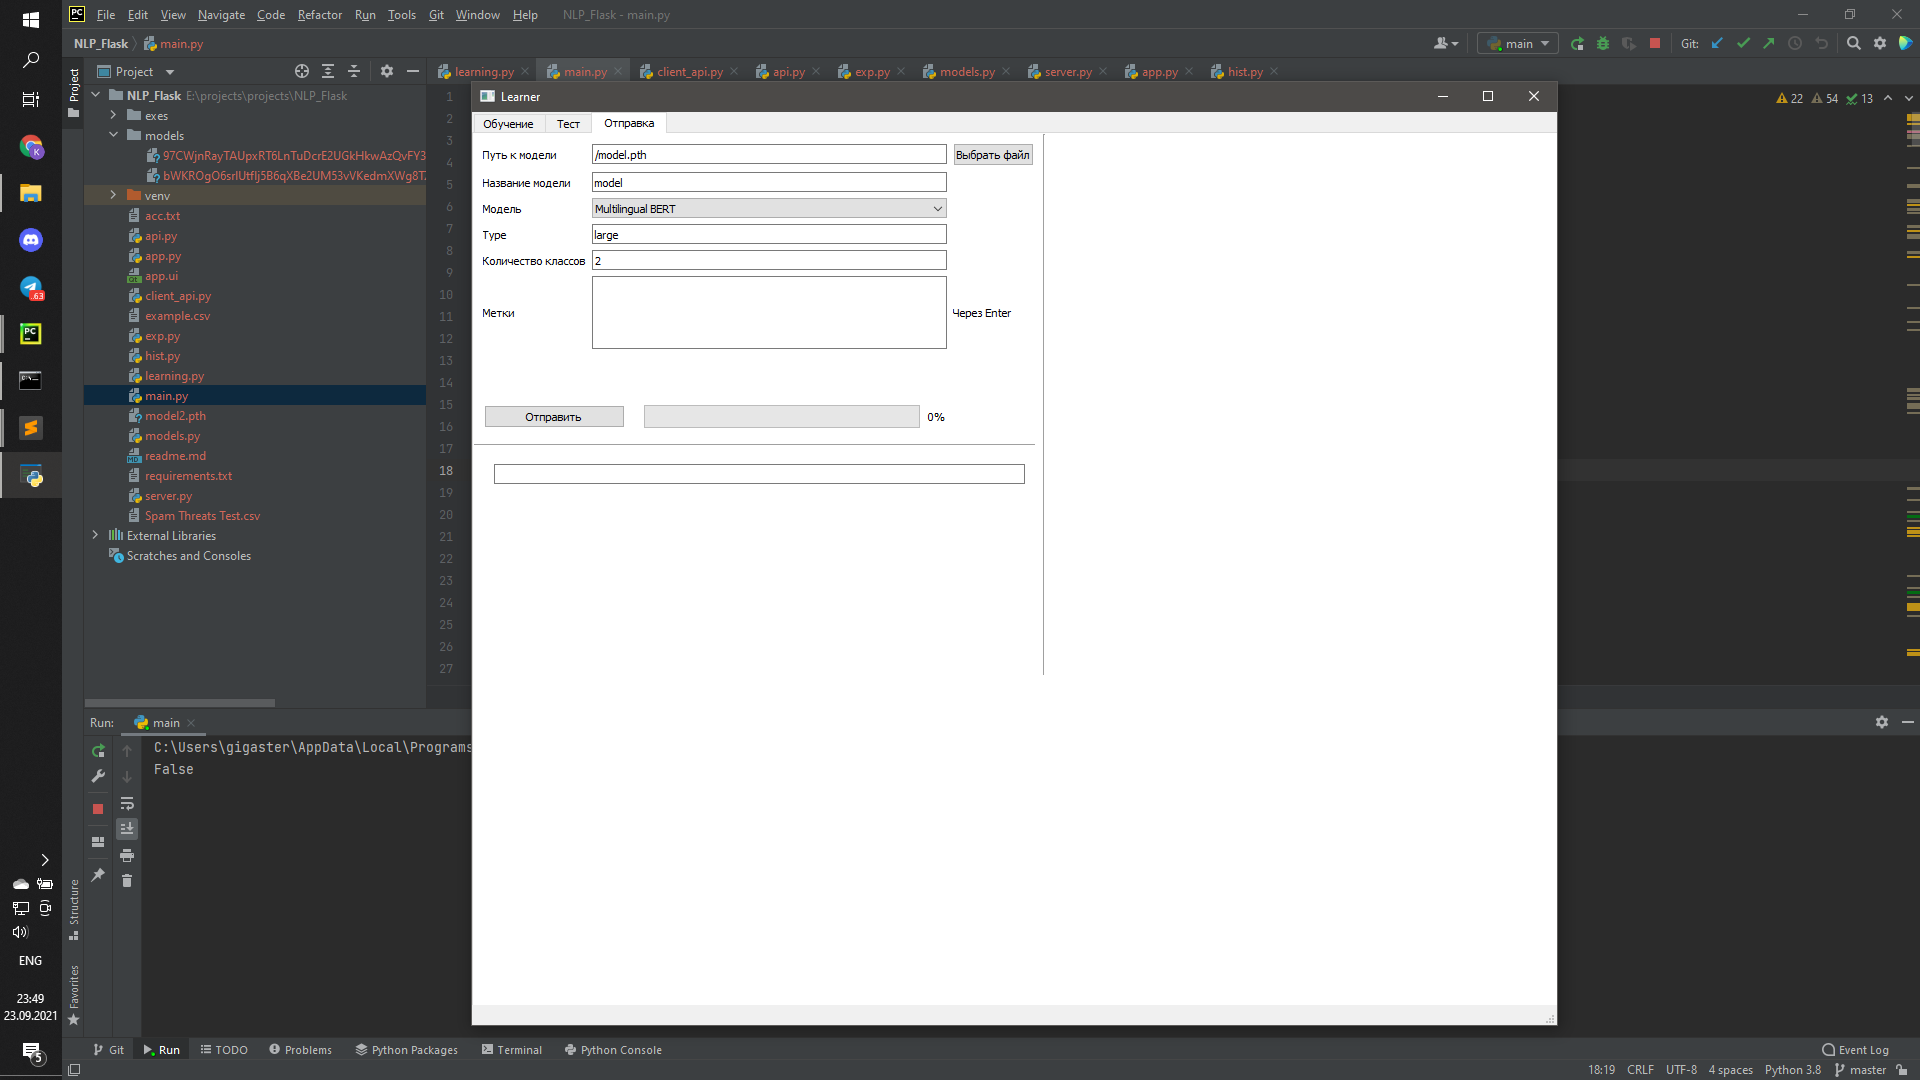 File Edit View Navigate Code Refactor Run Tools Git Window Help NLP_Flask - main.py
NLP_Flask main.py
main Git:
Project
learning.py main.py client_api.py api.py exp.py models.py server.py app.py hist.py
Project
NLP_Flask E:\projects\projects\NLP_Flask
exes
models
97CWjnRayTAUpxRT6LnTuDcrE2UGkHkwAzQvFY3
bWKROgO6srIUtfIj5B6qXBe2UM53vVKedmXWg8T
venv
acc.txt
api.py
app.py
app.ui
client_api.py
example.csv
exp.py
hist.py
learning.py
main.py
model2.pth
models.py
readme.md
requirements.txt
server.py
Spam Threats Test.csv
External Libraries
Scratches and Consoles
1
2
3
4
5
6
7
8
9
10
11
12
13
14
15
16
17
18
19
20
21
22
23
24
25
26
27
22 54 13
Learner
Обучение Тест Отправка
Путь к модели /model.pth Выбрать файл
Название модели model
Модель Multilingual BERT
Type large
Количество классов 2
Метки Через Enter
Отправить 0%
Run: main
C:\Users\gigaster\AppData\Local\Programs
False
Structure
Favorites
63
ENG
23:49
23.09.2021
5
Git Run TODO Problems Python Packages Terminal Python Console Event Log
18:19 CRLF UTF-8 4 spaces Python 3.8 master